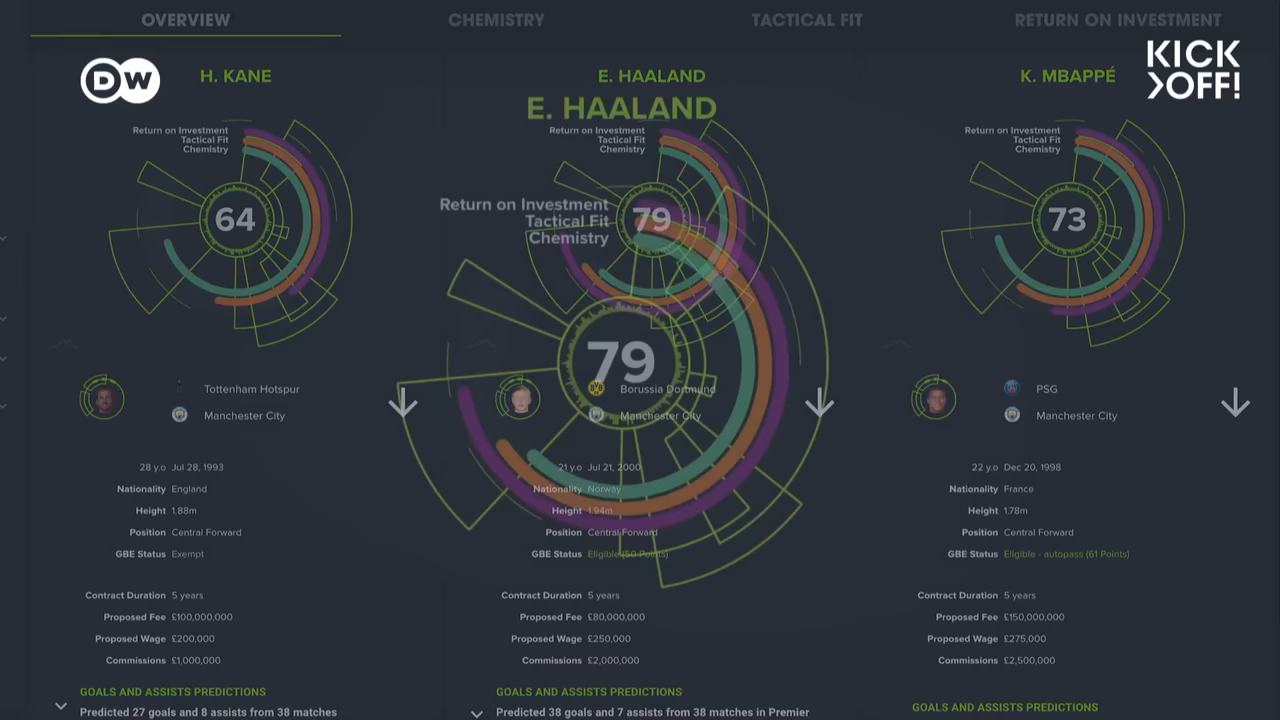 OVERVIEW
CHEMISTRY
TACTICAL FIT
RETURN ON INVESTMENT
DW
KICK
OFF!
H. KANE
Return on Investment
Tactical Fit
Chemistry
64
Tottenham Hotspur
Manchester City
28 y.o Jul 28, 1993
Nationality England
Height 1.88m
Position Central Forward
GBE Status Exempt
Contract Duration 5 years
Proposed Fee £100,000,000
Proposed Wage £200,000
Commissions £1,000,000
GOALS AND ASSISTS PREDICTIONS
Predicted 27 goals and 8 assists from 38 matches
E. HAALAND
E. HAALAND
Return on Investment
Tactical Fit
Chemistry
79
Return on Investment
Tactical Fit
Chemistry
79
Borussia Dortmund
Manchester City
21 y.o Jul 21, 2000
Nationality Norway
Height 1.94m
Position Central Forward
GBE Status Eligible (50 Points)
Contract Duration 5 years
Proposed Fee £80,000,000
Proposed Wage £250,000
Commissions £2,000,000
GOALS AND ASSISTS PREDICTIONS
Predicted 38 goals and 7 assists from 38 matches in Premier
K. MBAPPÉ
Return on Investment
Tactical Fit
Chemistry
73
PSG
Manchester City
22 y.o Dec 20, 1998
Nationality France
Height 1.78m
Position Central Forward
GBE Status Eligible - autopass (61 Points)
Contract Duration 5 years
Proposed Fee £150,000,000
Proposed Wage £275,000
Commissions £2,500,000
GOALS AND ASSISTS PREDICTIONS